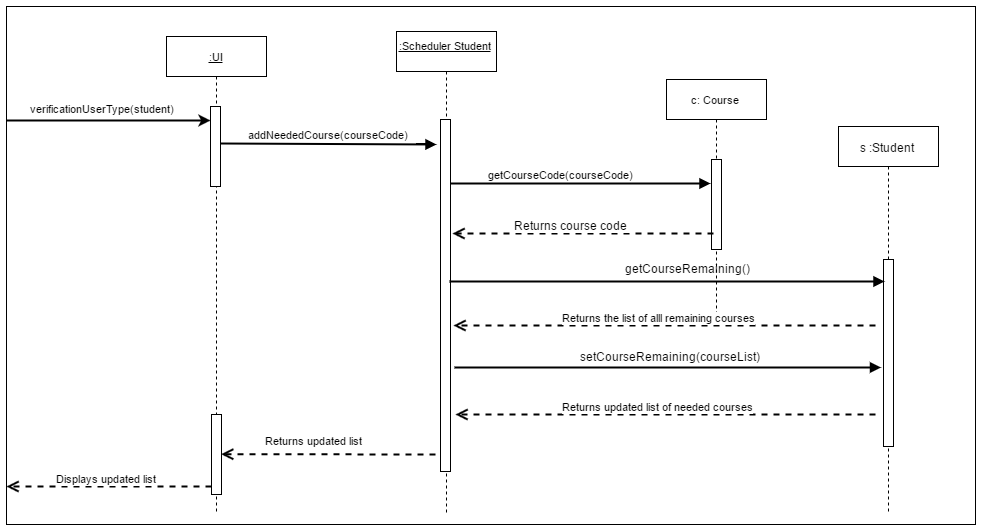 :UI
:Scheduler Student
c: Course
s :Student
verificationUserType(student)
addNeededCourse(courseCode)
getCourseCode(courseCode)
Returns course code
getCourseRemaining()
Returns the list of alll remaining courses
setCourseRemaining(courseList)
Returns updated list of needed courses
Returns updated list
Displays updated list